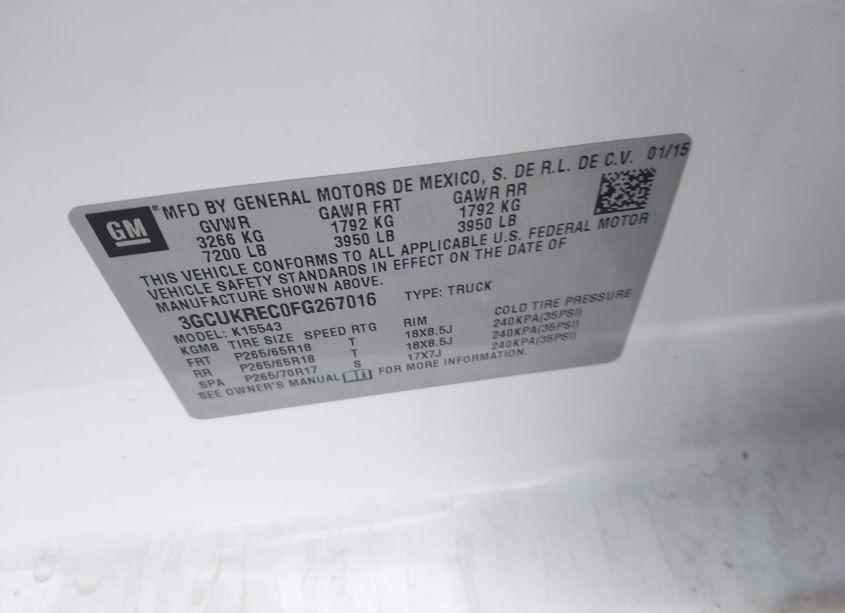 GM
*MFD BY GENERAL MOTORS DE MEXICO, S. DE R.L. DE C.V. 01/15
GVWR GAWR FRT GAWR RR
3266 KG 1792 KG 1792 KG
7200 LB 3950 LB 3950 LB
THIS VEHICLE CONFORMS TO ALL APPLICABLE U.S. FEDERAL MOTOR
VEHICLE SAFETY STANDARDS IN EFFECT ON THE DATE OF
MANUFACTURE SHOWN ABOVE.
3GCUKREC0FG267016 TYPE: TRUCK
MODEL: K15543
KGMB TIRE SIZE SPEED RTG RIM COLD TIRE PRESSURE
FRT P265/65R18 T 18X8.5J 240KPA(35PSI)
RR P265/65R18 T 18X8.5J 240KPA(35PSI)
SPA P265/70R17 S 17X7J 240KPA(35PSI)
SEE OWNER'S MANUAL FOR MORE INFORMATION.